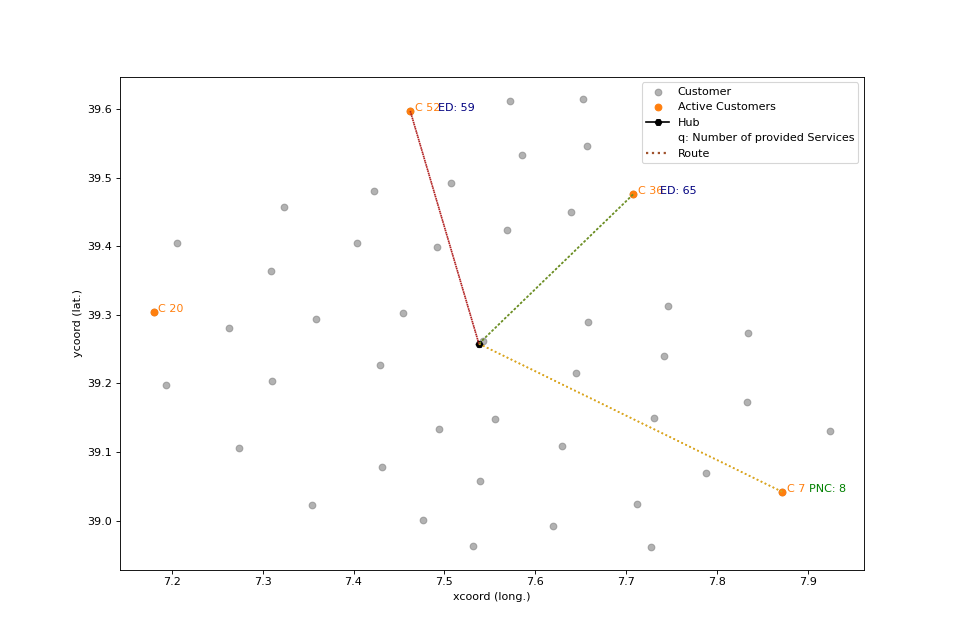 Customer
Active Customers
Hub
q: Number of provided Services
Route
C 52 ED: 59
C 36 ED: 65
C 20
C 7 PNC: 8
ycoord (lat.)
39.6
39.5
39.4
39.3
39.2
39.1
39.0
7.2 7.3 7.4 7.5 7.6 7.7 7.8 7.9
xcoord (long.)